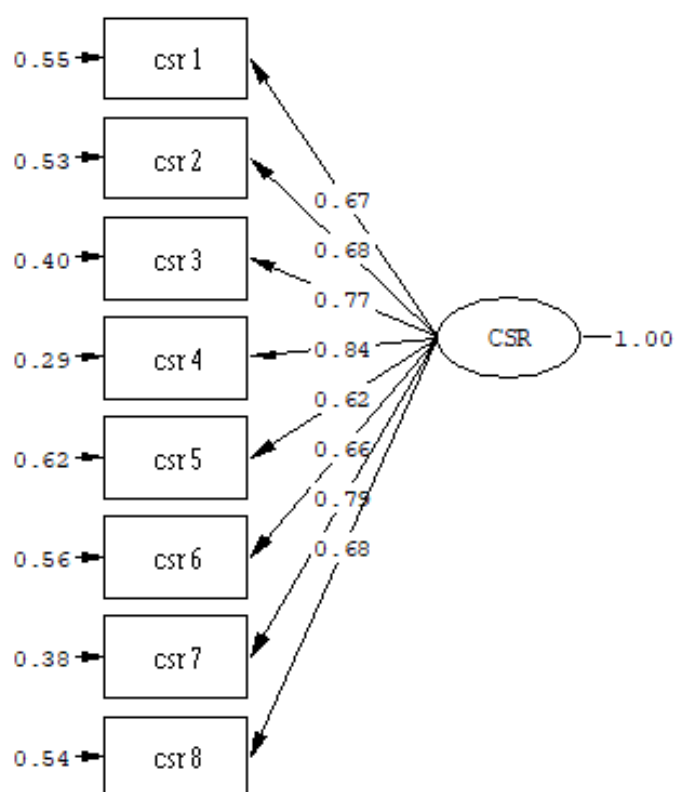 0.55 csr 1
0.53 csr 2
0.67
0.68
0.40 csr 3
0.77
CSR 1.00
0.29 csr 4
0.84
0.62
0.62 csr 5
0.66
0.79
0.56 csr 6
0.68
0.38 csr 7
0.54 csr 8